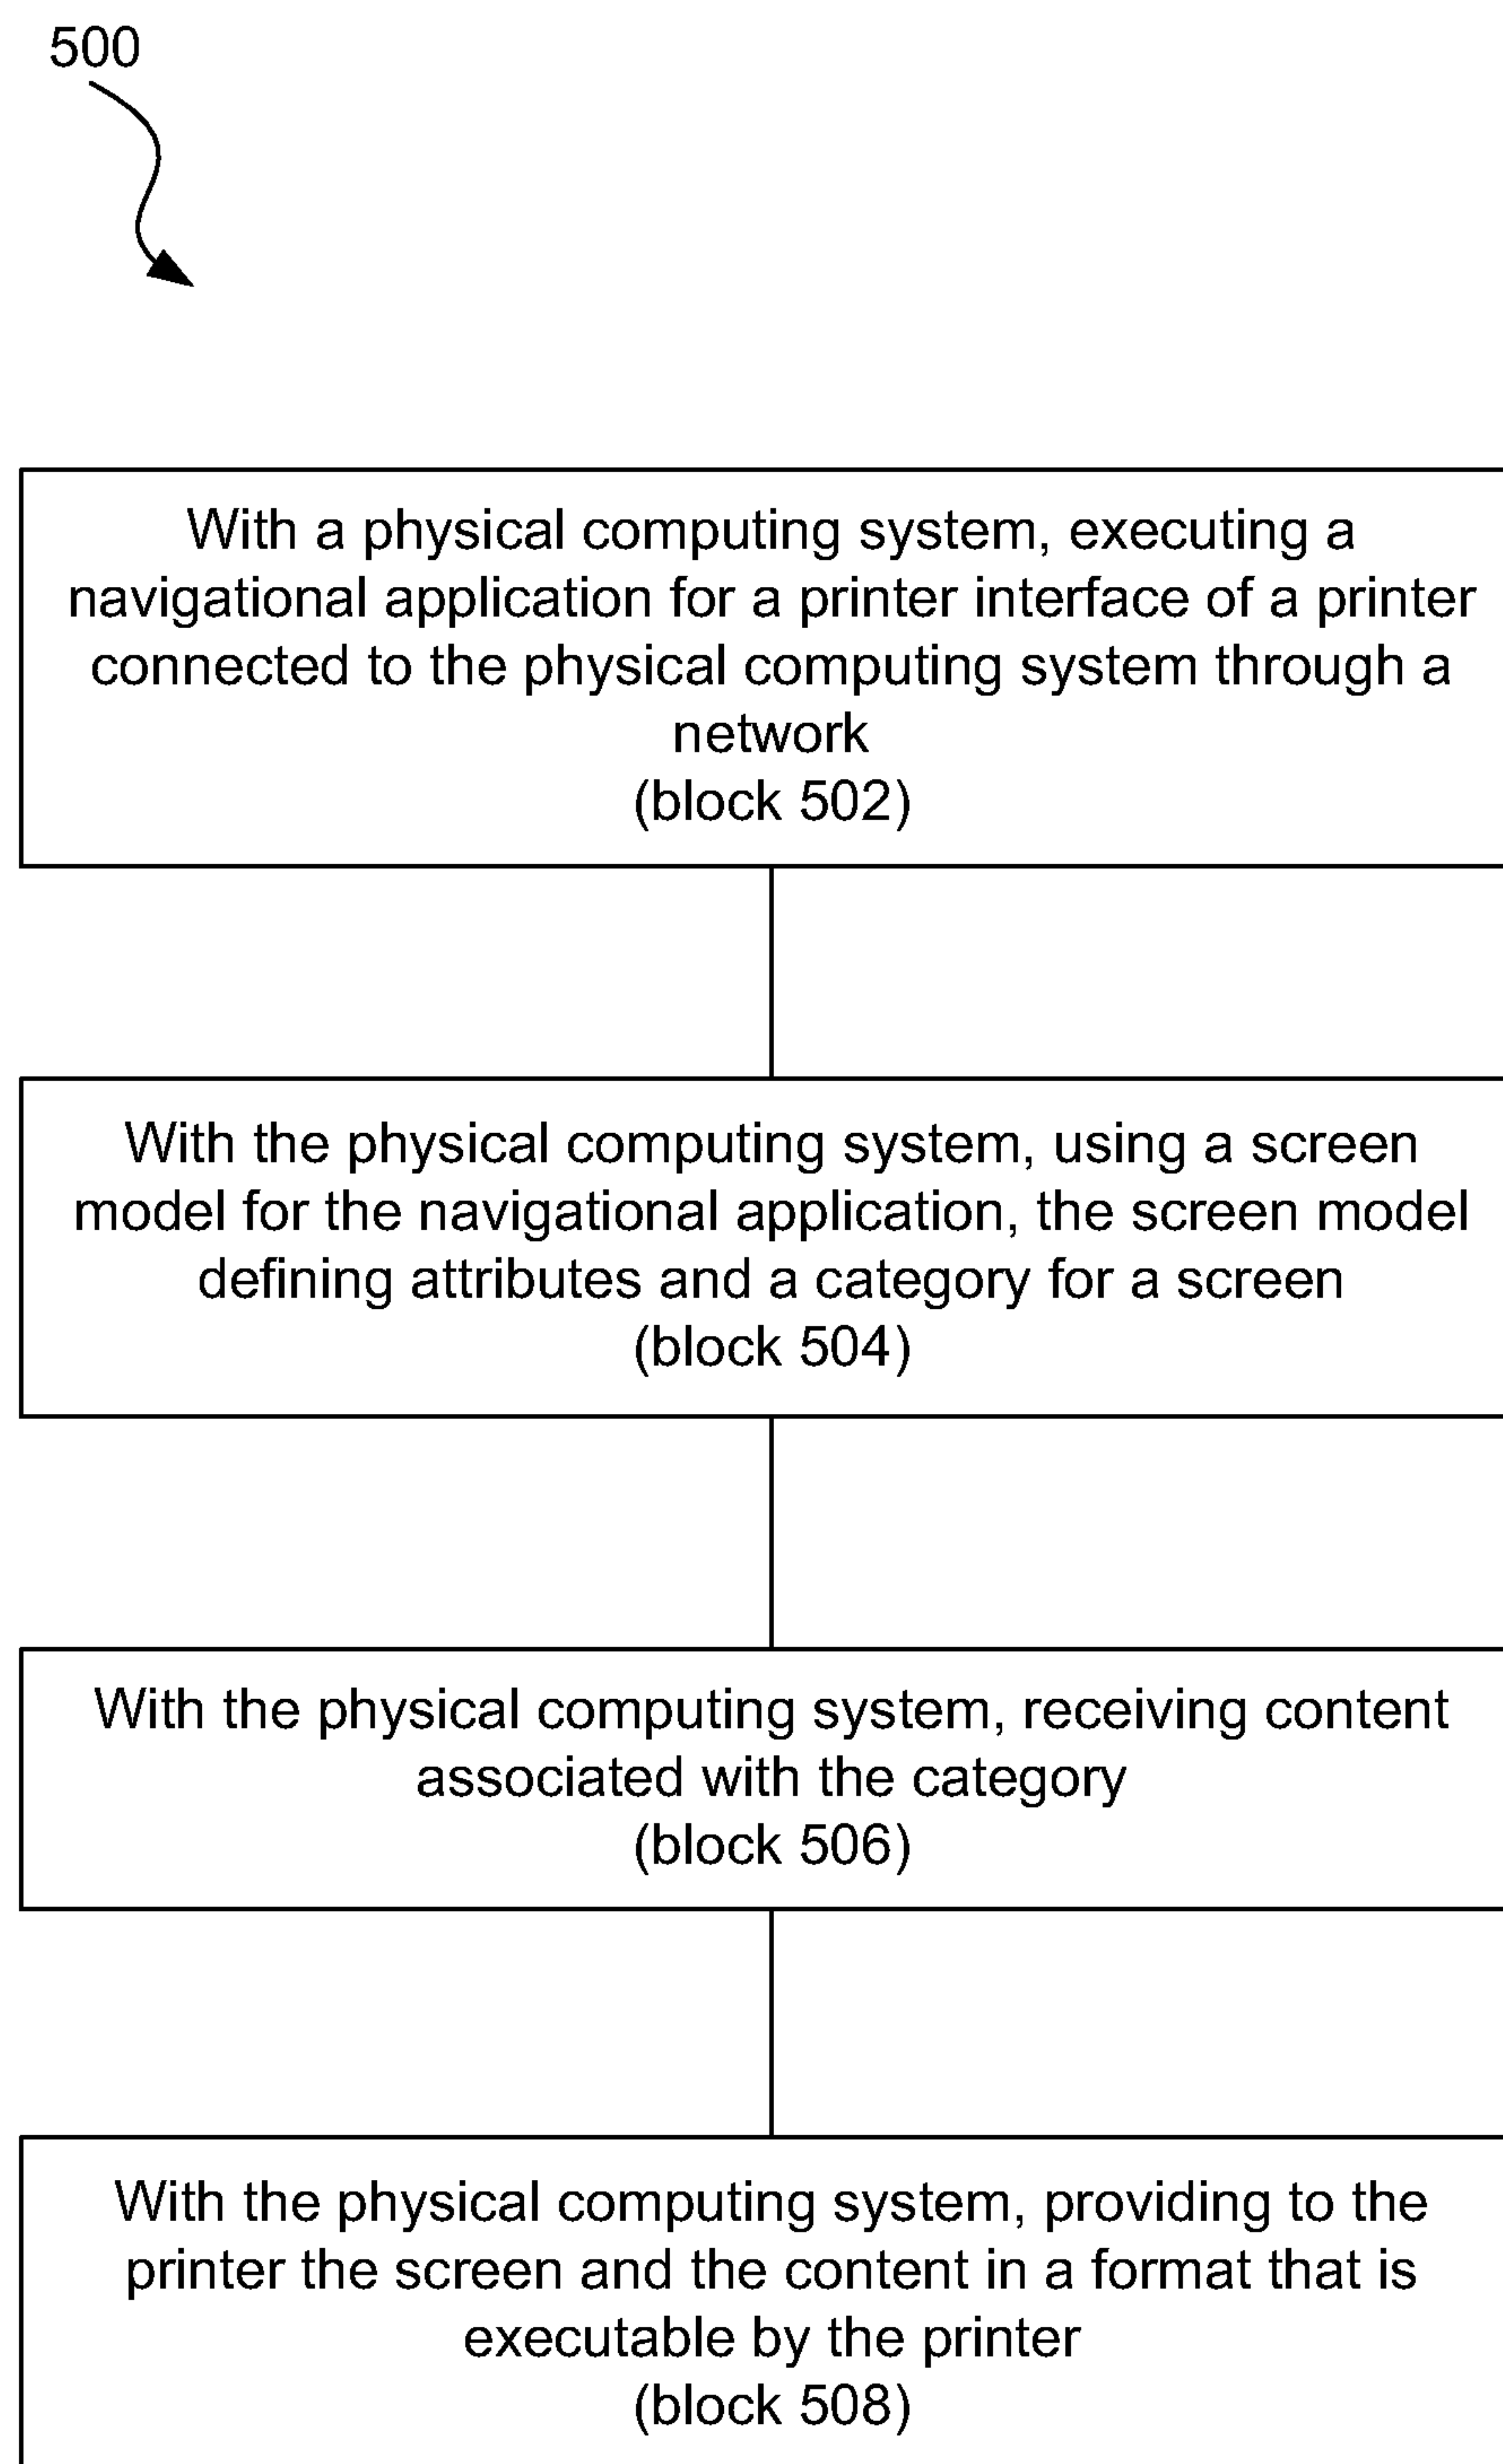 500
With a physical computing system, executing a
navigational application for a printer interface of a printer
connected to the physical computing system through a
network
(block 502)
With the physical computing system, using a screen
model for the navigational application, the screen model
defining attributes and a category for a screen
(block 504)
With the physical computing system, receiving content
associated with the category
(block 506)
With the physical computing system, providing to the
printer the screen and the content in a format that is
executable by the printer
(block 508)